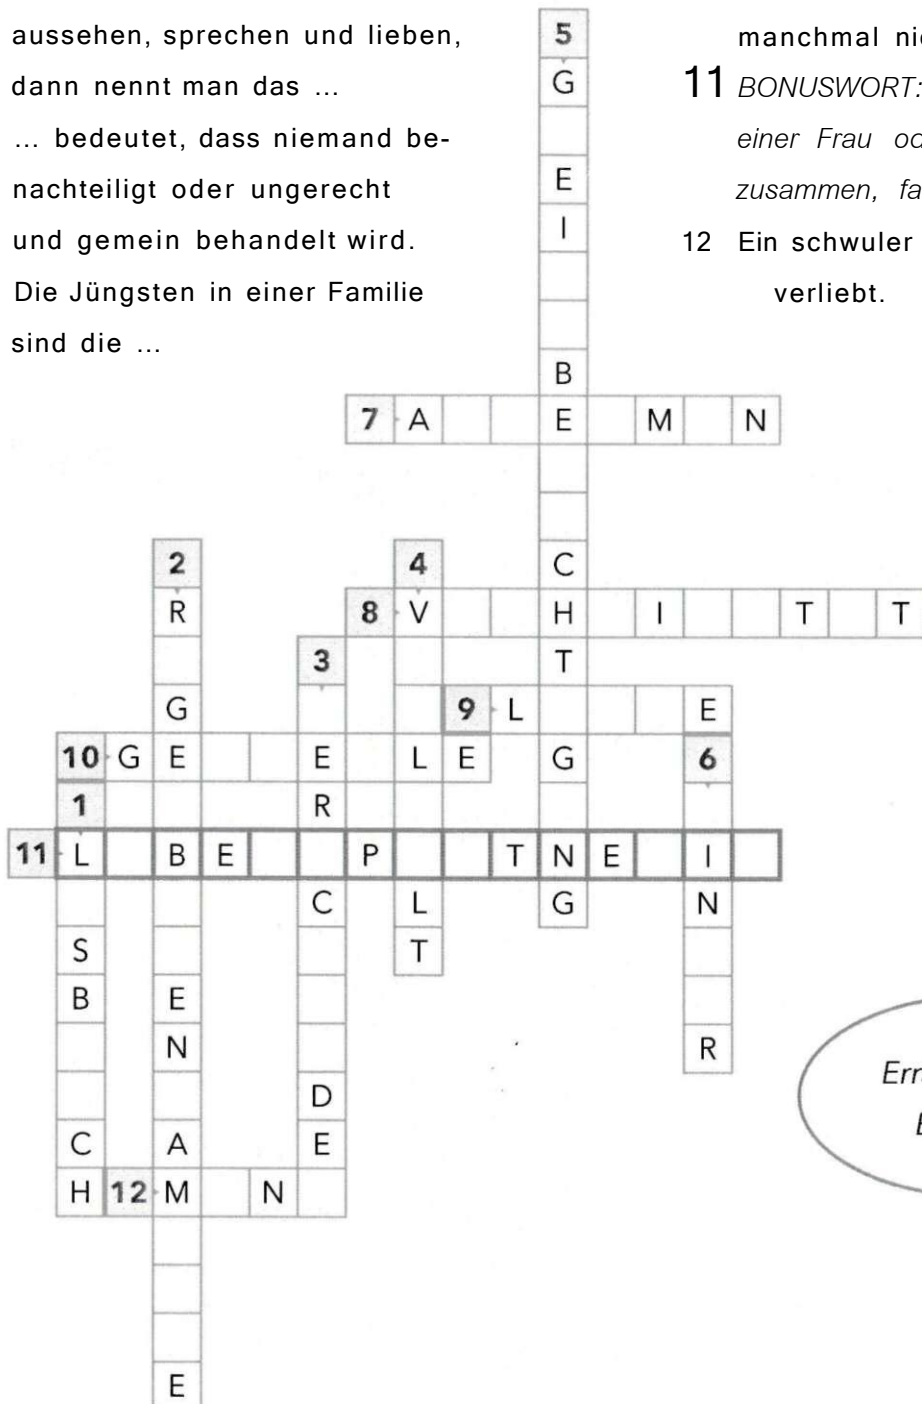 aussehen, sprechen und lieben,
dann nennt man das ...
... bedeutet, dass niemand be-
nachteiligt oder ungerecht
und gemein behandelt wird.
Die Jüngsten in einer Familie
sind die ...
manchmal nie
11 BONUSWORT:
einer Frau od
zusammen, fa
12 Ein schwuler
verliebt.
5
G
E
I
B
7 A E M N
2 4 C
R 8 V H I T T
3 T
G 9 L E
10 G E E L E G 6
1 R
11 L B E P T N E I
C L G N
S T
B E
N R
D
C A E
H 12 M N
E
Err